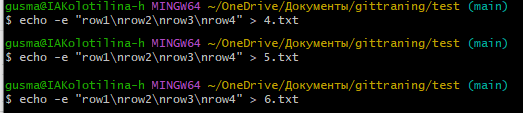 gusma@IAKolotilina-h MINGW64 ~/OneDrive/Документы/gittraning/test (main)
$ echo -e "row1\nrow2\nrow3\nrow4" > 4.txt
gusma@IAKolotilina-h MINGW64 ~/OneDrive/Документы/gittraning/test (main)
$ echo -e "row1\nrow2\nrow3\nrow4" > 5.txt
gusma@IAKolotilina-h MINGW64 ~/OneDrive/Документы/gittraning/test (main)
$ echo -e "row1\nrow2\nrow3\nrow4" > 6.txt